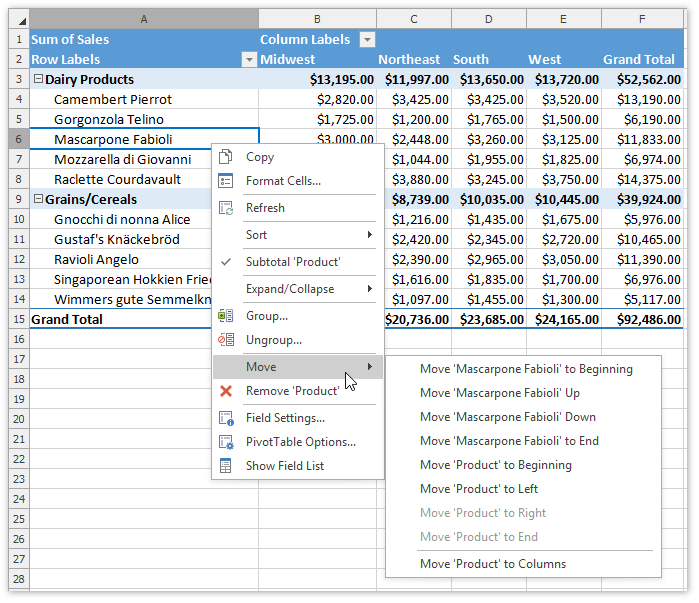 A B C D E F
1 Sum of Sales Column Labels
2 Row Labels Midwest Northeast South West Grand Total
3 Dairy Products $13,195.00 $11,997.00 $13,650.00 $13,720.00 $52,562.00
4 Camembert Pierrot $2,820.00 $3,425.00 $3,425.00 $3,520.00 $13,190.00
5 Gorgonzola Telino $1,725.00 $1,200.00 $1,765.00 $1,500.00 $6,190.00
6 Mascarpone Fabioli $3,000.00 $2,448.00 $3,260.00 $3,125.00 $11,833.00
7 Mozzarella di Giovanni $1,044.00 $1,955.00 $1,825.00 $6,974.00
8 Raclette Courdavault $3,880.00 $3,245.00 $3,750.00 $14,375.00
9 Grains/Cereals $8,739.00 $10,035.00 $10,445.00 $39,924.00
10 Gnocchi di nonna Alice $1,216.00 $1,435.00 $1,675.00 $5,976.00
11 Gustaf's Knäckebröd $2,420.00 $2,345.00 $2,720.00 $10,465.00
12 Ravioli Angelo $2,390.00 $2,965.00 $3,050.00 $11,390.00
13 Singaporean Hokkien Frie $1,616.00 $1,835.00 $1,700.00 $6,976.00
14 Wimmers gute Semmelkn $1,097.00 $1,455.00 $1,300.00 $5,117.00
15 Grand Total $20,736.00 $23,685.00 $24,165.00 $92,486.00
16
17
18
19
20
21
22
23
24
25
26
27
28
Copy
Format Cells...
Refresh
Sort
Subtotal 'Product'
Expand/Collapse
Group...
Ungroup...
Move
Remove 'Product'
Field Settings...
PivotTable Options...
Show Field List
Move 'Mascarpone Fabioli' to Beginning
Move 'Mascarpone Fabioli' Up
Move 'Mascarpone Fabioli' Down
Move 'Mascarpone Fabioli' to End
Move 'Product' to Beginning
Move 'Product' to Left
Move 'Product' to Right
Move 'Product' to End
Move 'Product' to Columns